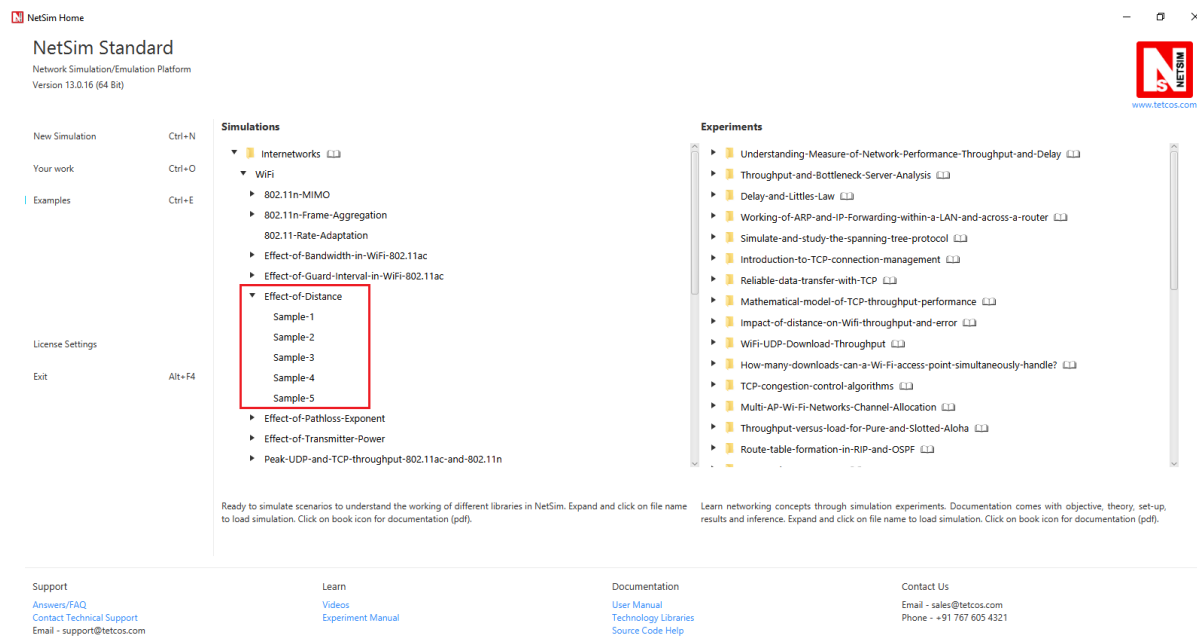 NetSim Home
NetSim Standard
Network Simulation/Emulation Platform
Version 13.0.16 (64 Bit)
NETSIM
www.tetcos.com
New Simulation Ctrl+N
Your work Ctrl+O
Examples Ctrl+E
License Settings
Exit Alt+F4
Simulations
Internetworks
WiFi
802.11n-MIMO
802.11n-Frame-Aggregation
802.11-Rate-Adaptation
Effect-of-Bandwidth-in-WiFi-802.11ac
Effect-of-Guard-Interval-in-WiFi-802.11ac
Effect-of-Distance
Sample-1
Sample-2
Sample-3
Sample-4
Sample-5
Effect-of-Pathloss-Exponent
Effect-of-Transmitter-Power
Peak-UDP-and-TCP-throughput-802.11ac-and-802.11n
Ready to simulate scenarios to understand the working of different libraries in NetSim. Expand and click on file name
to load simulation. Click on book icon for documentation (pdf).
Experiments
Understanding-Measure-of-Network-Performance-Throughput-and-Delay
Throughput-and-Bottleneck-Server-Analysis
Delay-and-Littles-Law
Working-of-ARP-and-IP-Forwarding-within-a-LAN-and-across-a-router
Simulate-and-study-the-spanning-tree-protocol
Introduction-to-TCP-connection-management
Reliable-data-transfer-with-TCP
Mathematical-model-of-TCP-throughput-performance
Impact-of-distance-on-Wifi-throughput-and-error
WiFi-UDP-Download-Throughput
How-many-downloads-can-a-Wi-Fi-access-point-simultaneously-handle?
TCP-congestion-control-algorithms
Multi-AP-Wi-Fi-Networks-Channel-Allocation
Throughput-versus-load-for-Pure-and-Slotted-Aloha
Route-table-formation-in-RIP-and-OSPF
Learn networking concepts through simulation experiments. Documentation comes with objective, theory, set-up,
results and inference. Expand and click on file name to load simulation. Click on book icon for documentation (pdf).
Support
Answers/FAQ
Contact Technical Support
Email - support@tetcos.com
Learn
Videos
Experiment Manual
Documentation
User Manual
Technology Libraries
Source Code Help
Contact Us
Email - sales@tetcos.com
Phone - +91 767 605 4321